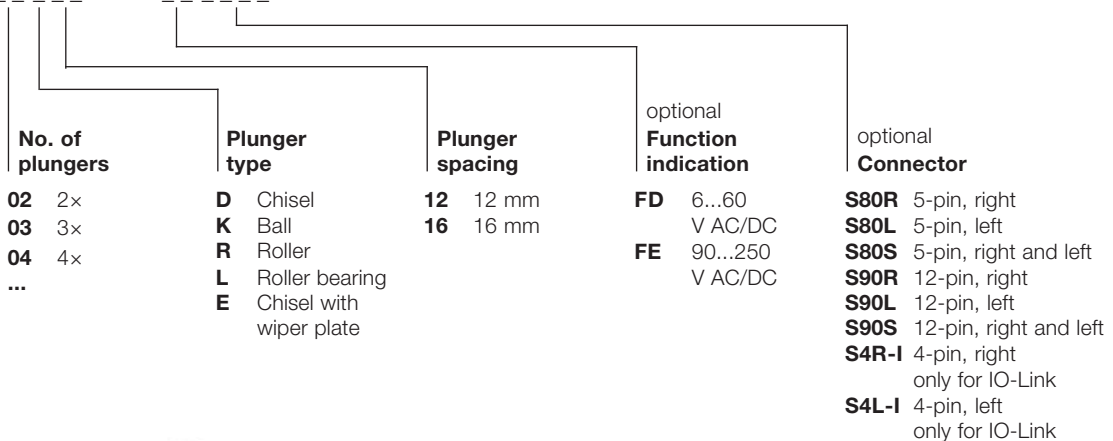 No. of
plungers
02 2×
03 3×
04 4×
...
Plunger
type
D Chisel
K Ball
R Roller
L Roller bearing
E Chisel with
wiper plate
Plunger
spacing
12 12 mm
16 16 mm
optional
Function
indication
FD 6...60
V AC/DC
FE 90...250
V AC/DC
optional
Connector
S80R 5-pin, right
S80L 5-pin, left
S80S 5-pin, right and left
S90R 12-pin, right
S90L 12-pin, left
S90S 12-pin, right and left
S4R-I 4-pin, right
only for IO-Link
S4L-I 4-pin, left
only for IO-Link